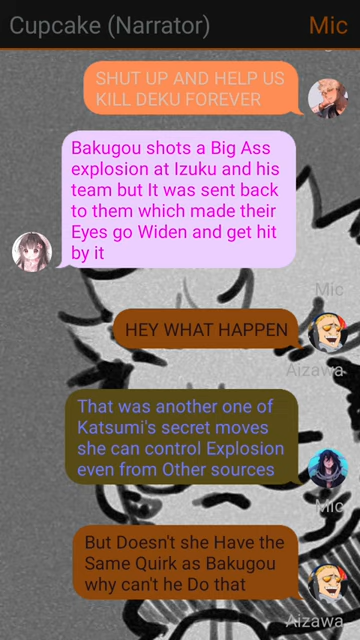 Cupcake (Narrator) Mic
SHUT UP AND HELP US
KILL DEKU FOREVER
Bakugou shots a Big Ass
explosion at Izuku and his
team but It was sent back
to them which made their
Eyes go Widen and get hit
by it
Mic
HEY WHAT HAPPEN
Aizawa
That was another one of
Katsumi's secret moves
she can control Explosion
even from Other sources
Mic
But Doesn't she Have the
Same Quirk as Bakugou
why can't he Do that
Aizawa